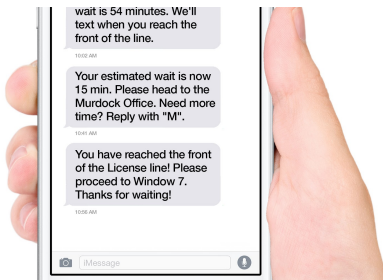 wait is 54 minutes. We'll
text when you reach the
front of the line.
10:02 AM
Your estimated wait is now
15 min. Please head to the
Murdock Office. Need more
time? Reply with "M".
10:41 AM
You have reached the front
of the License line! Please
proceed to Window 7.
Thanks for waiting!
10:56 AM
iMessage